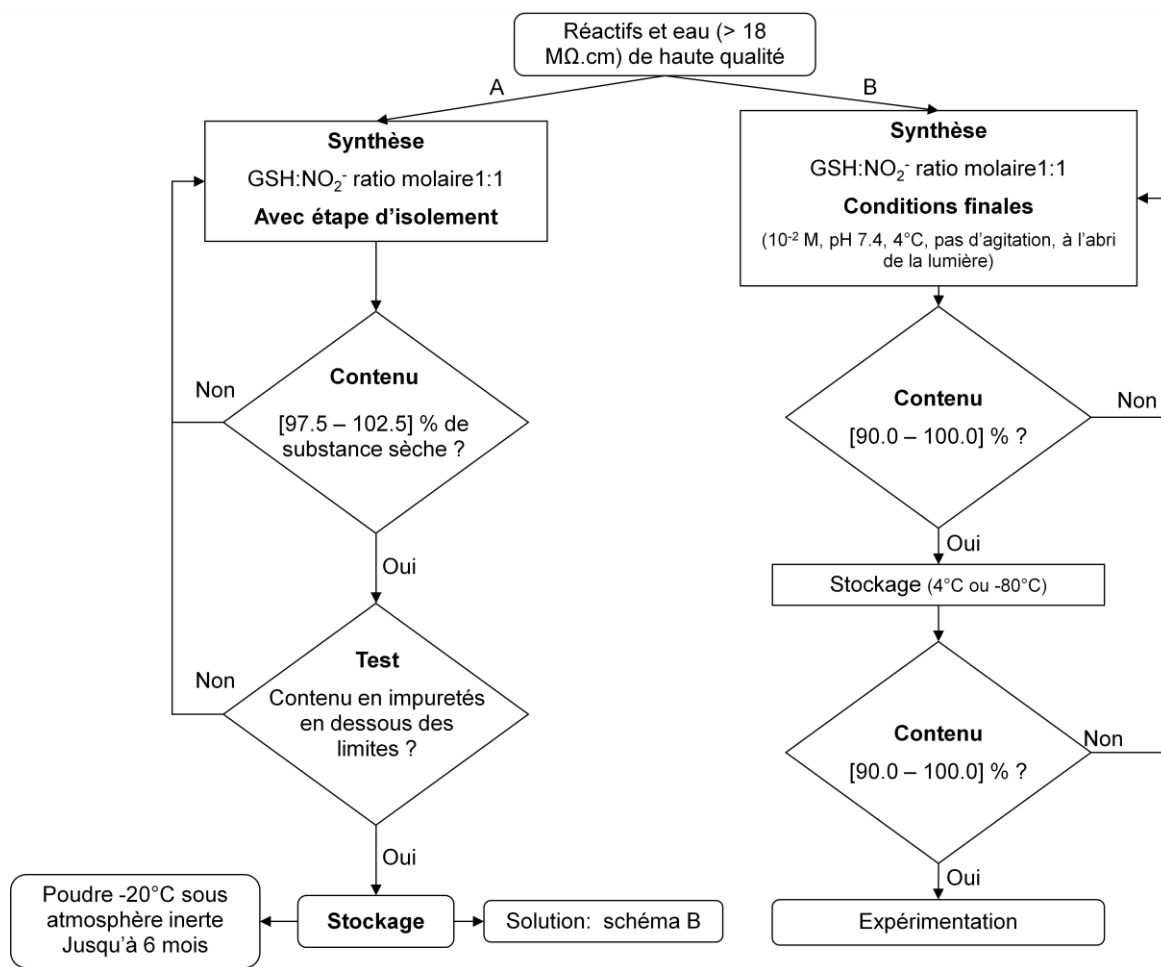 Réactifs et eau (> 18
MΩ.cm) de haute qualité
A
B
Synthèse
GSH:NO₂⁻ ratio molaire1:1
Avec étape d'isolement
Contenu
[97.5 – 102.5] % de
substance sèche ?
Non
Oui
Test
Contenu en impuretés
en dessous des
limites ?
Non
Oui
Stockage
Poudre -20°C sous
atmosphère inerte
Jusqu'à 6 mois
Solution: schéma B
Synthèse
GSH:NO₂⁻ ratio molaire1:1
Conditions finales
(10⁻² M, pH 7.4, 4°C, pas d'agitation, à l'abri
de la lumière)
Contenu
[90.0 – 100.0] % ?
Non
Oui
Stockage (4°C ou -80°C)
Contenu
[90.0 – 100.0] % ?
Non
Oui
Expérimentation